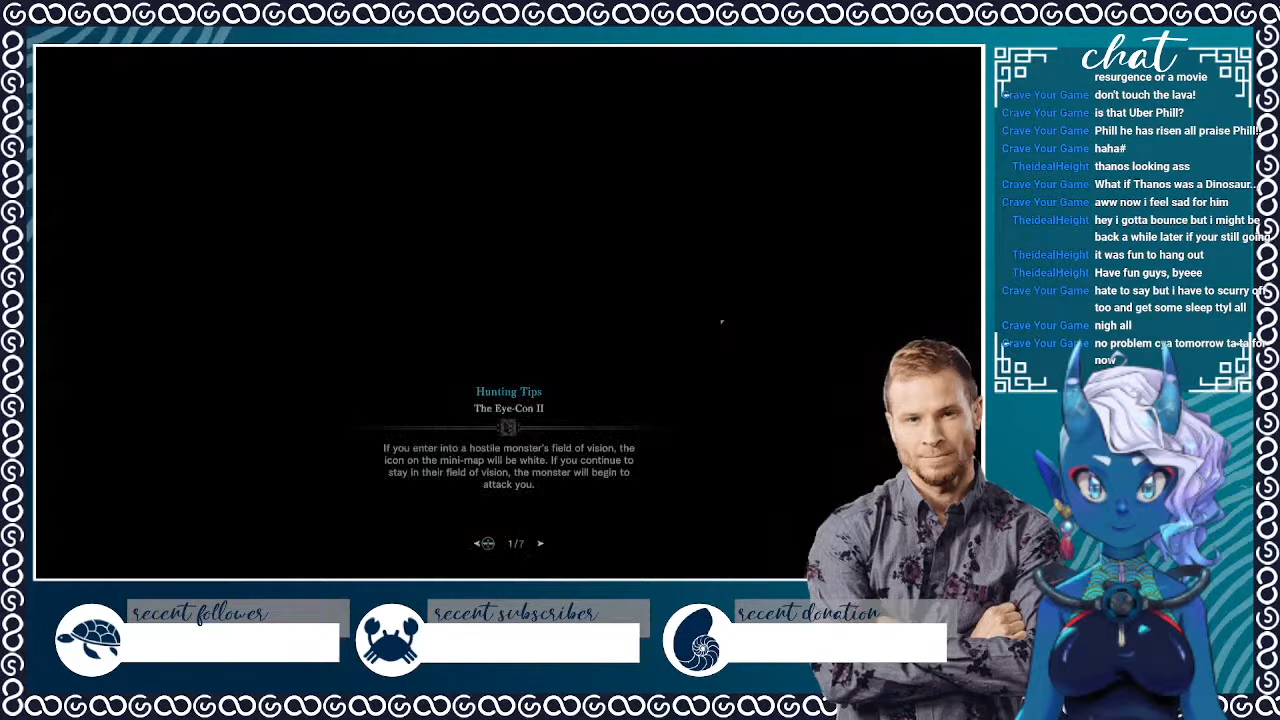 chat
resurgence or a movie
Crave Your Game don't touch the lava!
Crave Your Game is that Uber Phill?
Crave Your Game Phill he has risen all praise Phill!!
Crave Your Game haha#
TheidealHeight thanos looking ass
Crave Your Game What if Thanos was a Dinosaur..
Crave Your Game aww now i feel sad for him
TheidealHeight hey i gotta bounce but i might be
back a while later if your still going
TheidealHeight it was fun to hang out
TheidealHeight Have fun guys, byeee
Crave Your Game hate to say but i have to scurry off
too and get some sleep ttyl all
Crave Your Game nigh all
Crave Your Game no problem cya tomorrow ta-ta for
now
Hunting Tips
The Eye-Con II
If you enter into a hostile monster's field of vision, the
icon on the mini-map will be white. If you continue to
stay in their field of vision, the monster will begin to
attack you.
1/7
recent follower
recent subscriber
recent donation